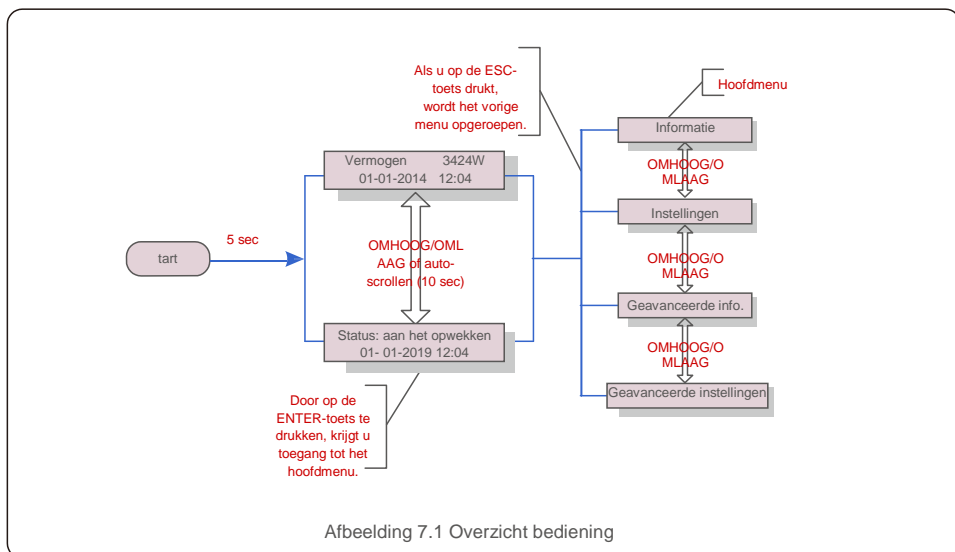 Als u op de ESC-
toets drukt,
wordt het vorige
menu opgeroepen.
Hoofdmenu
Informatie
OMHOOG/O
MLAAG
Instellingen
OMHOOG/O
MLAAG
Geavanceerde info.
OMHOOG/O
MLAAG
Geavanceerde instellingen
Vermogen 3424W
01-01-2014 12:04
5 sec
tart
OMHOOG/OML
AAG of auto-
scrollen (10 sec)
Status: aan het opwekken
01- 01-2019 12:04
Door op de
ENTER-toets te
drukken, krijgt u
toegang tot het
hoofdmenu.
Afbeelding 7.1 Overzicht bediening